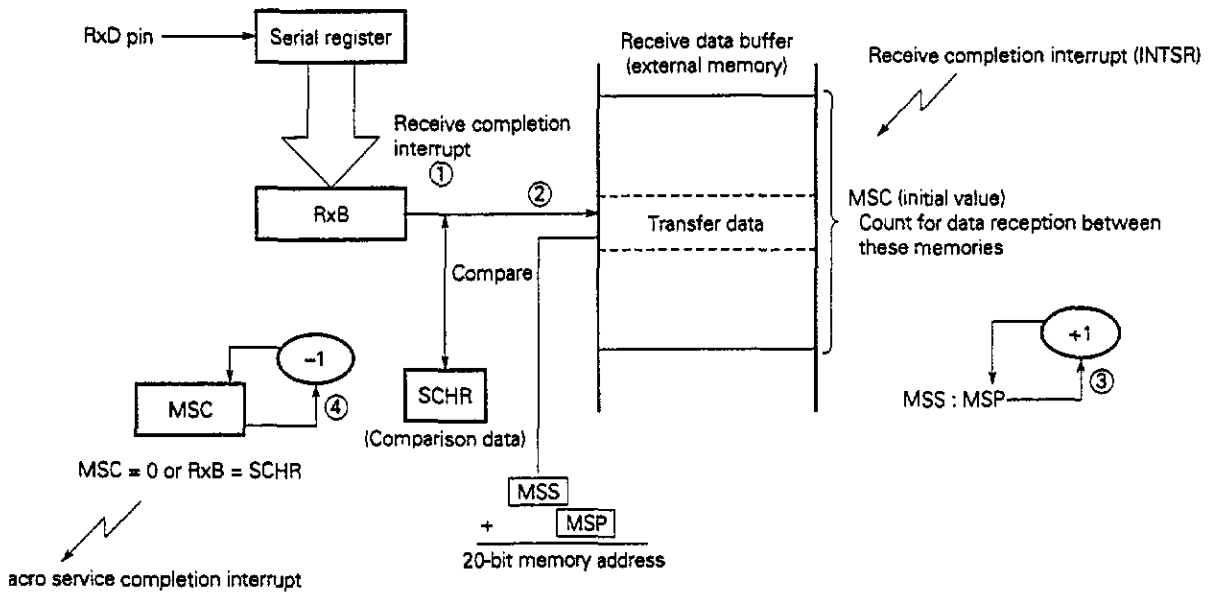 RxD pin
Serial register
Receive data buffer
(external memory)
Receive completion interrupt (INTSR)
Receive completion
interrupt
①
②
RxB
Transfer data
MSC (initial value)
Count for data reception between
these memories
Compare
−1
MSC
④
SCHR
(Comparison data)
+1
MSS : MSP
③
MSC = 0 or RxB = SCHR
MSS
+ MSP
20-bit memory address
acro service completion interrupt